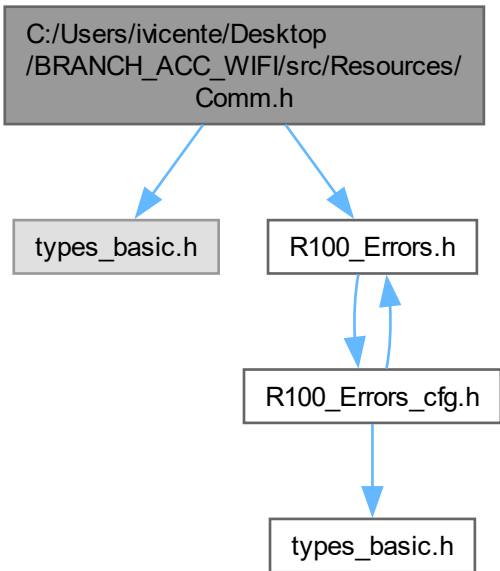 C:/Users/ivicente/Desktop
/BRANCH_ACC_WIFI/src/Resources/
Comm.h
types_basic.h
R100_Errors.h
R100_Errors_cfg.h
types_basic.h